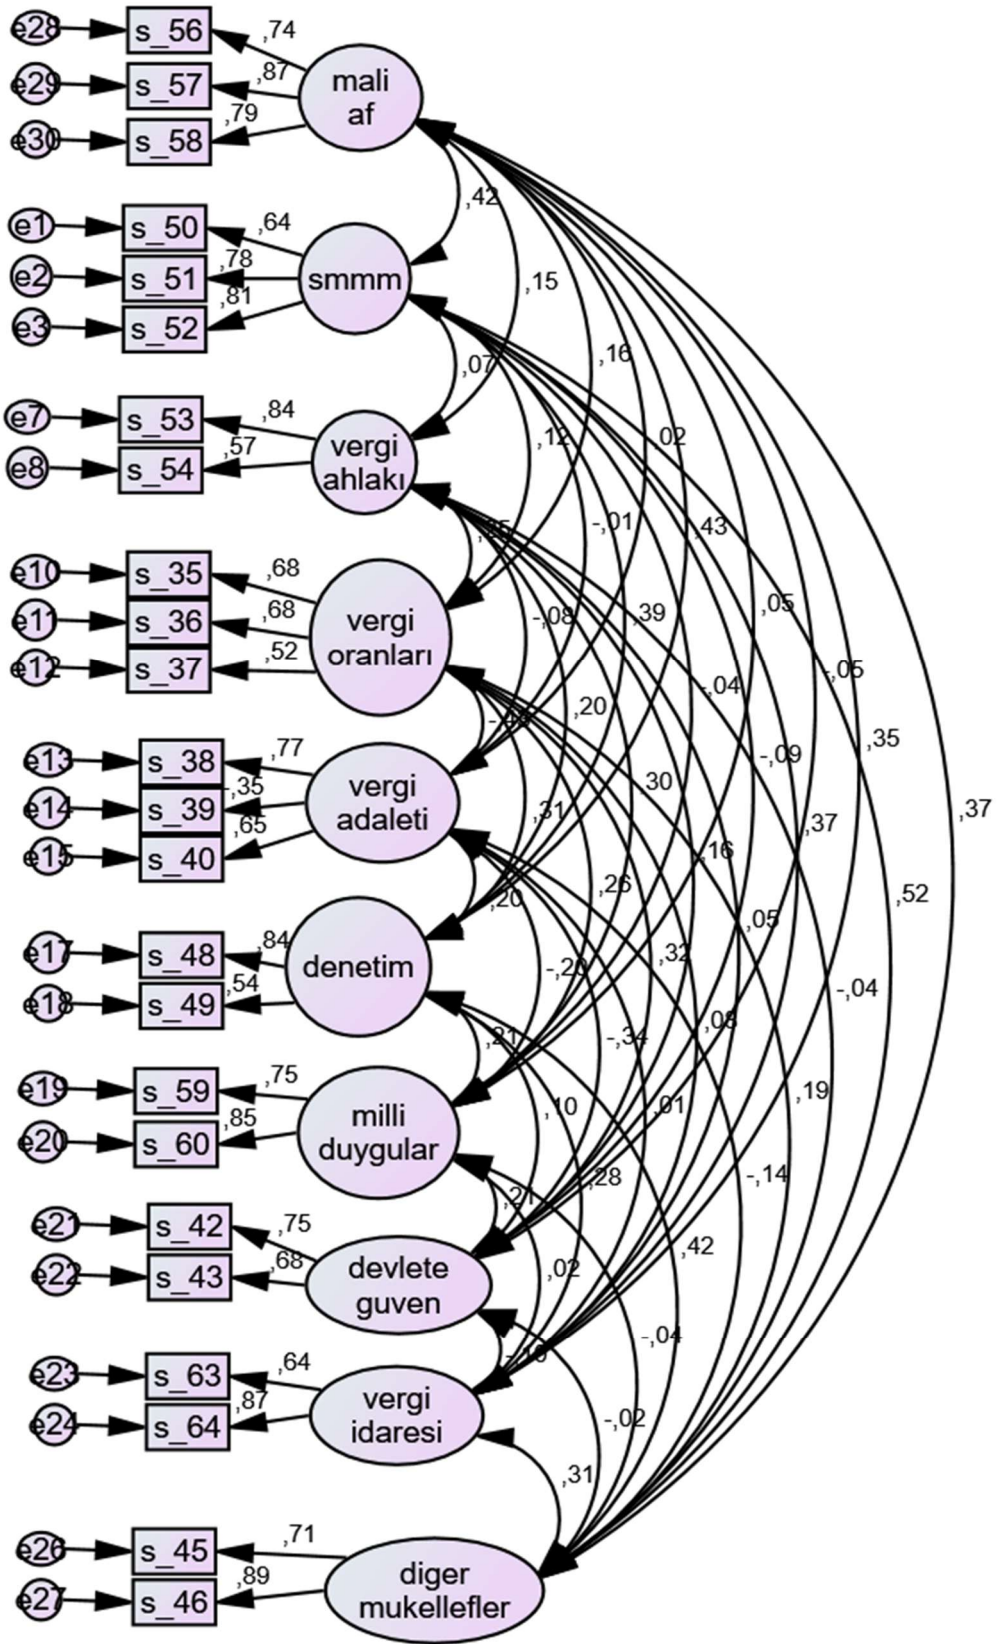 e28 s_56 ,74
e29 s_57 ,87
e30 s_58 ,79
mali
af
,42
e1 s_50 ,64
e2 s_51 ,78
e3 s_52 ,81
smmm
,15
,16
,07
e7 s_53 ,84
e8 s_54 ,57
vergi
ahlakı
,12
02
-,01
,43
e10 s_35 ,68
e11 s_36 ,68
e12 s_37 ,52
vergi
oranları
-,08
,39
,05
-,04
,05
,20
,35
-,09
e13 s_38 ,77
e14 s_39 -,35
e15 s_40 ,65
vergi
adaleti
30
,31
,37
,37
,16
,26
,52
,20
,05
e17 s_48 ,84
e18 s_49 ,54
denetim
,32
-,20
-,04
,08
-,34
,21
e19 s_59 ,75
e20 s_60 ,85
milli
duygular
,19
,10
,01
-,14
,28
,21
e21 s_42 ,75
e22 s_43 ,68
devlete
guven
,42
,02
-,04
e23 s_63 ,64
e24 s_64 ,87
vergi
idaresi
-,02
,31
e26 s_45 ,71
e27 s_46 ,89
diger
mukellefler